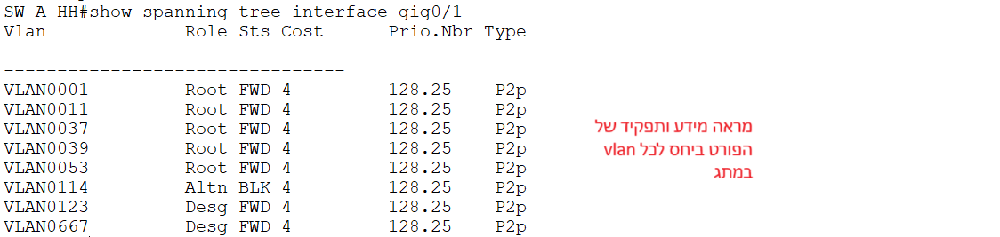 SW-A-HH#show spanning-tree interface gig0/1
Vlan Role Sts Cost Prio.Nbr Type
---------------- ---- --- --------- --------
--------------------------------
VLAN0001 Root FWD 4 128.25 P2p
VLAN0011 Root FWD 4 128.25 P2p
VLAN0037 Root FWD 4 128.25 P2p
VLAN0039 Root FWD 4 128.25 P2p
VLAN0053 Root FWD 4 128.25 P2p
VLAN0114 Altn BLK 4 128.25 P2p
VLAN0123 Desg FWD 4 128.25 P2p
VLAN0667 Desg FWD 4 128.25 P2p
מראה מידע ותפקיד של
הפורט ביחס לכל vlan
במתג